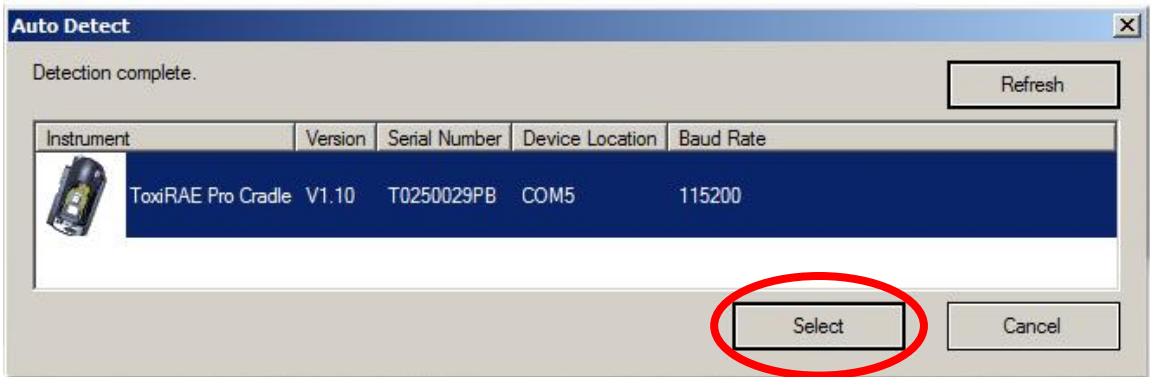 Auto Detect
Detection complete.
Refresh
Instrument Version Serial Number Device Location Baud Rate
ToxiRAE Pro Cradle V1.10 T0250029PB COM5 115200
Select Cancel